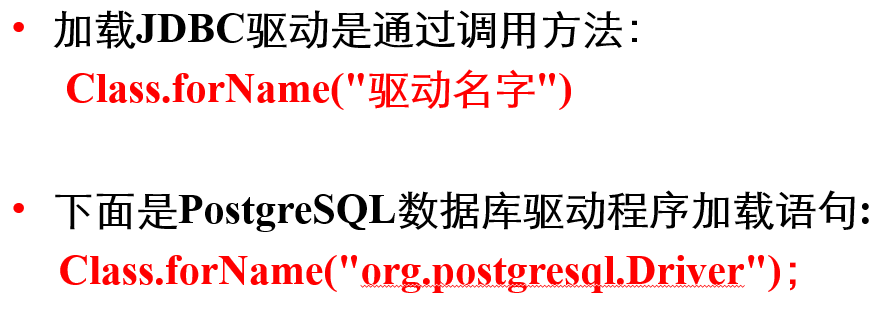 • 加载JDBC驱动是通过调用方法:
Class.forName("驱动名字")
• 下面是PostgreSQL数据库驱动程序加载语句:
Class.forName("org.postgresql.Driver");